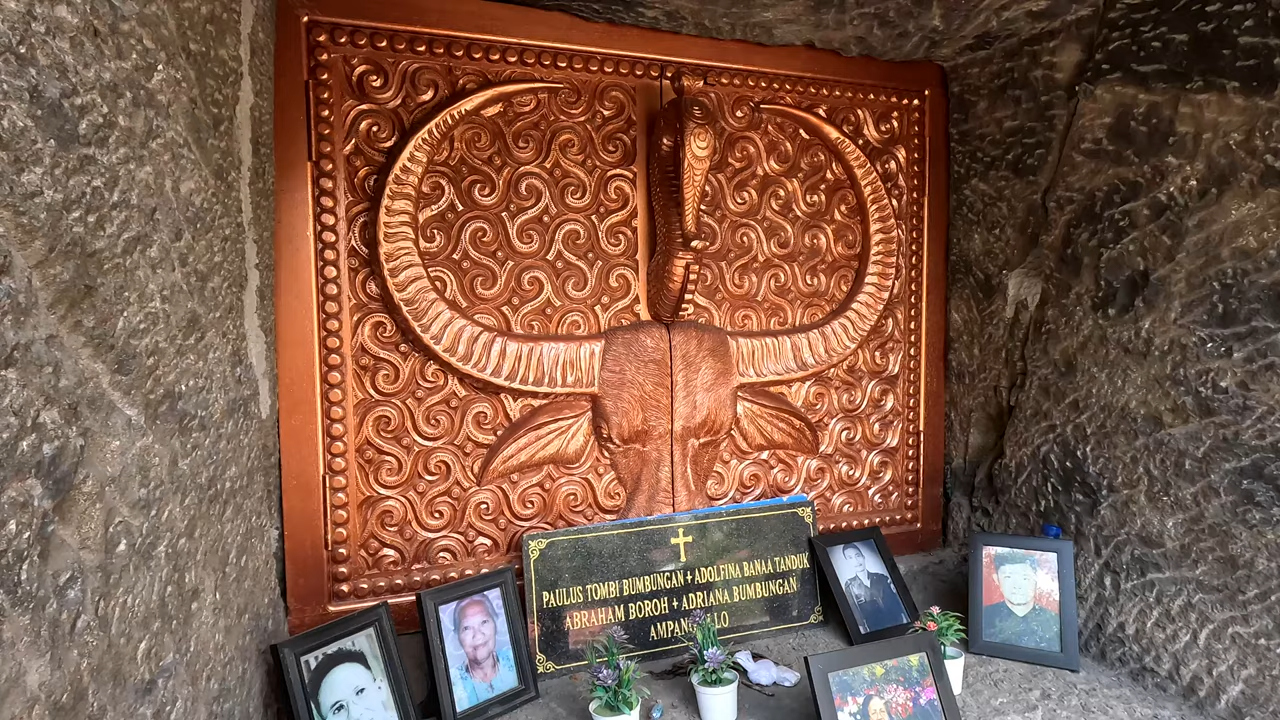 PAULUS TOMBI BUMBUNGAN + ADOLFINA BANAA TANDUK
ABRAHAM BOROH + ADRIANA BUMBUNGAN